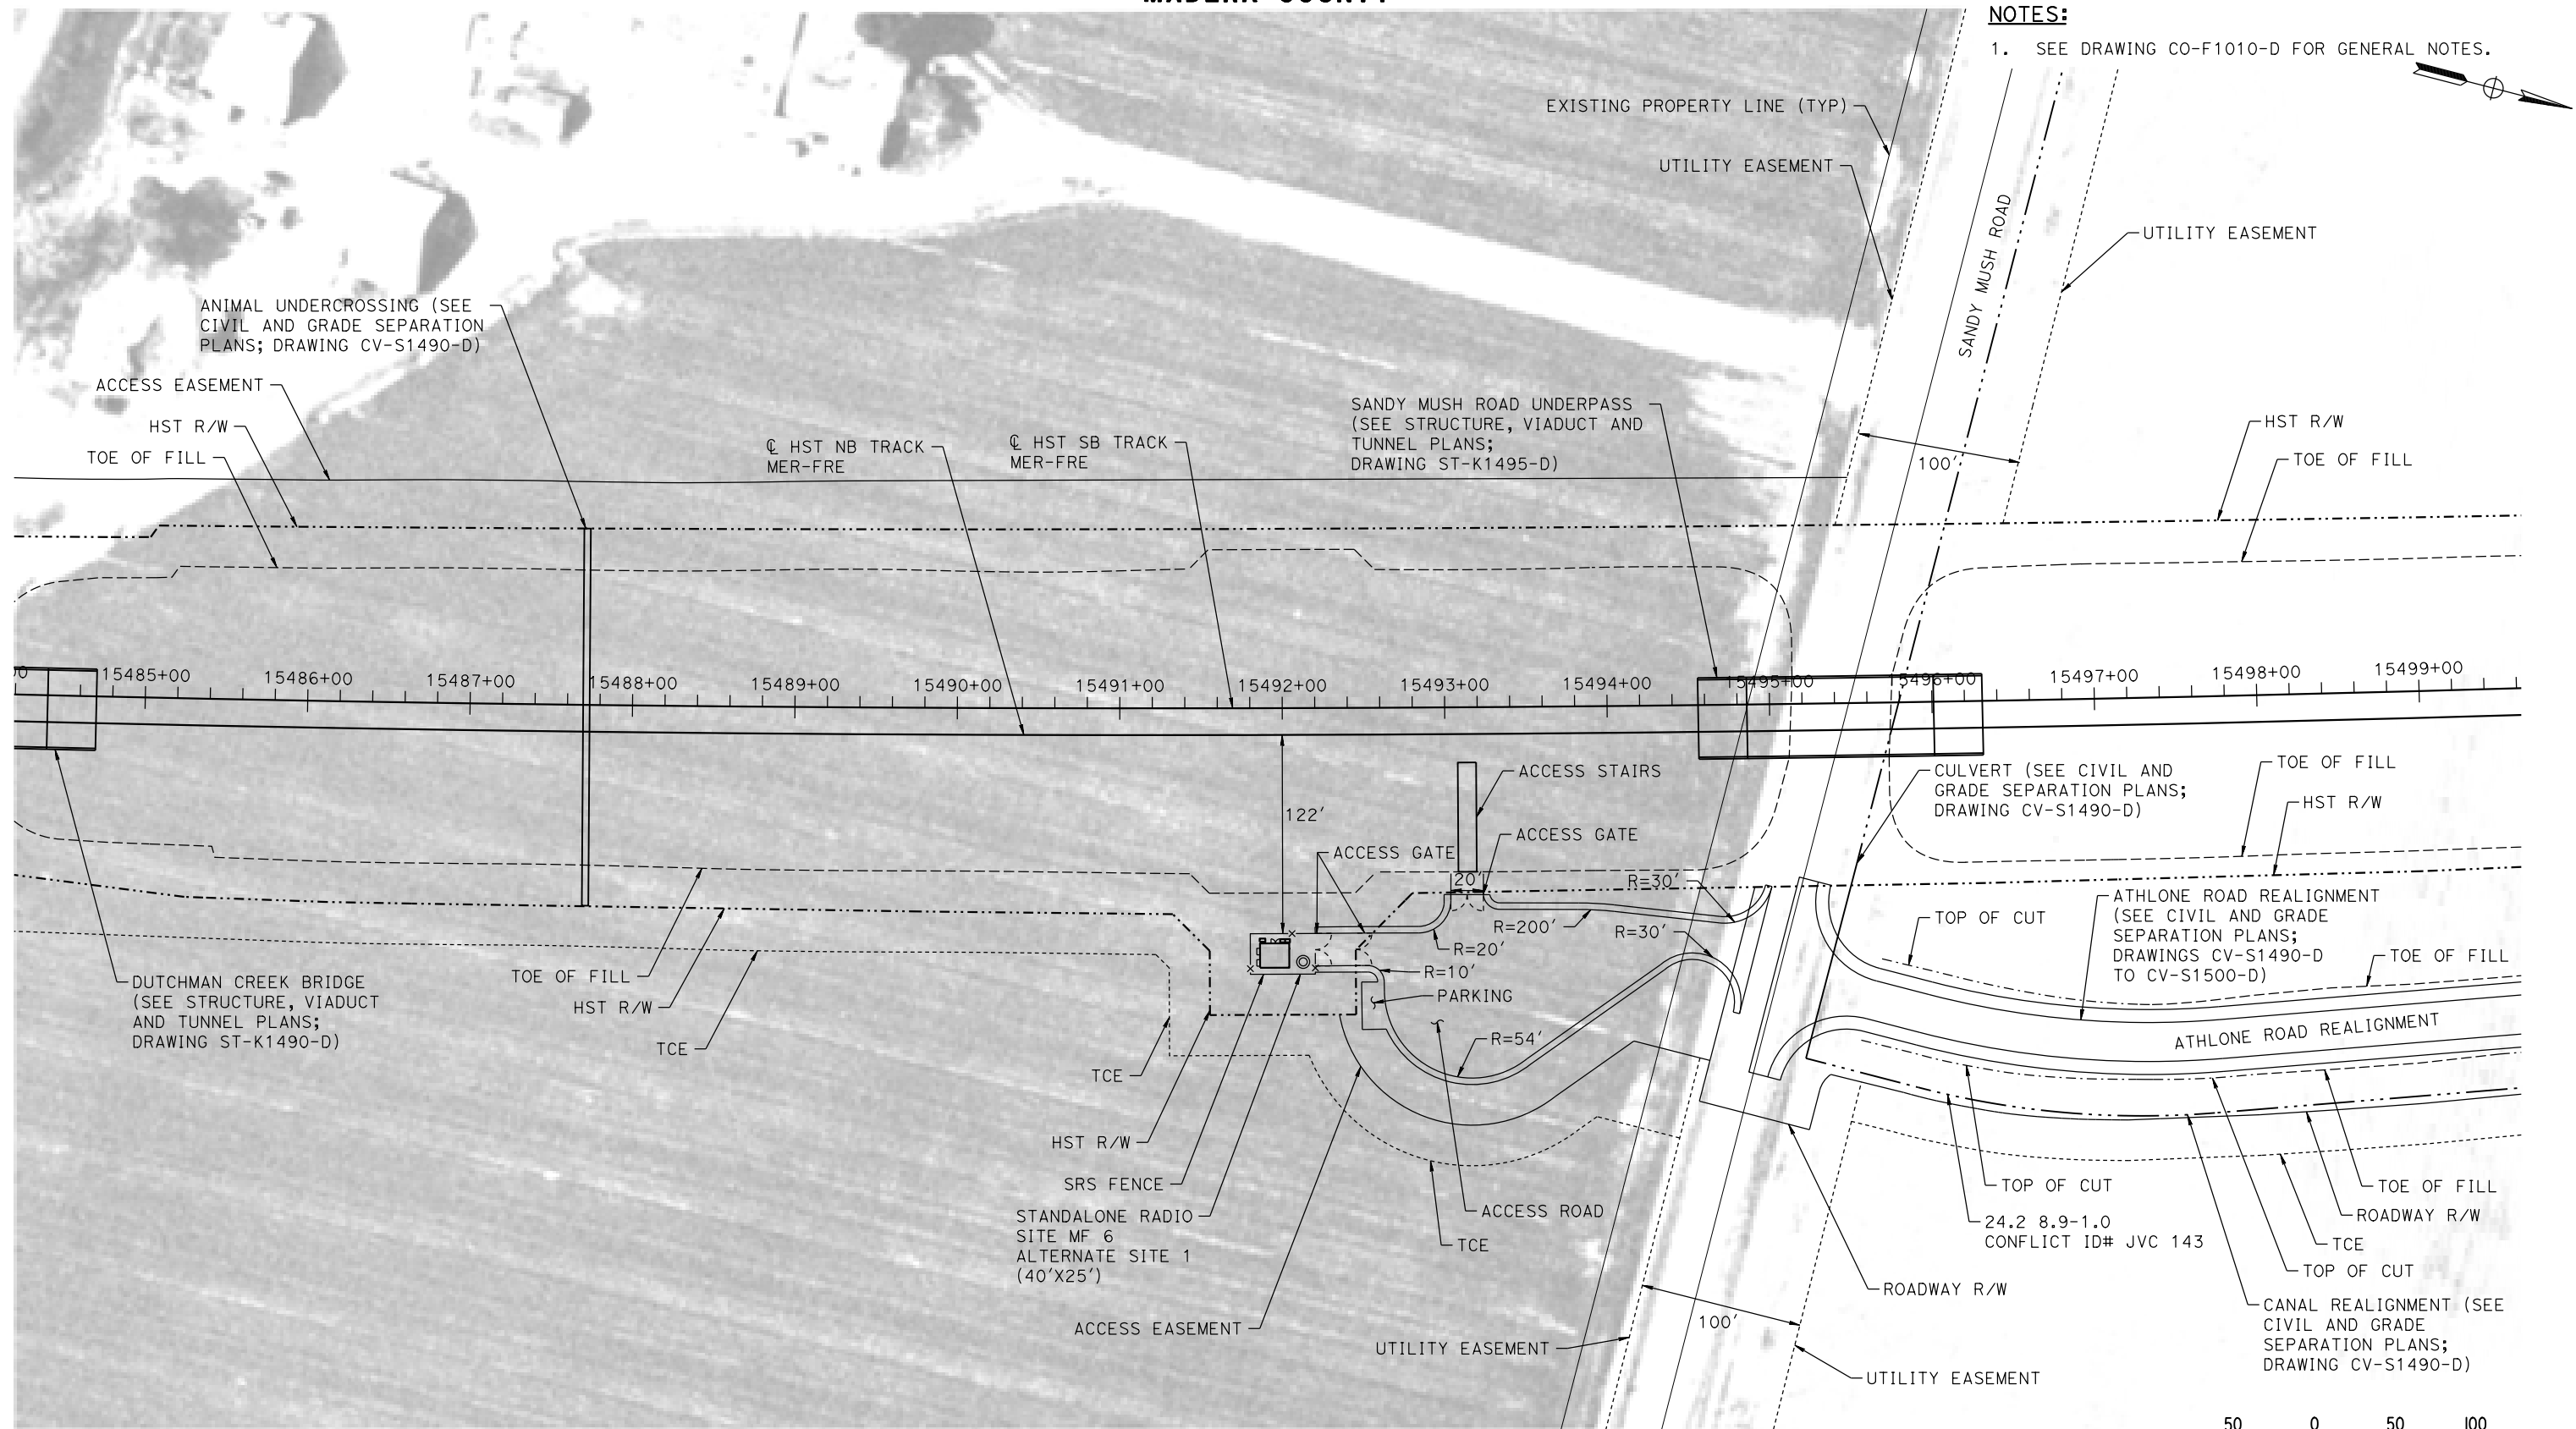 MADERA COUNTY
NOTES:
1. SEE DRAWING CO-F1010-D FOR GENERAL NOTES.
EXISTING PROPERTY LINE (TYP)
UTILITY EASEMENT
UTILITY EASEMENT
SANDY MUSH ROAD
ANIMAL UNDERCROSSING (SEE
CIVIL AND GRADE SEPARATION
PLANS; DRAWING CV-S1490-D)
ACCESS EASEMENT
HST R/W
TOE OF FILL
℄ HST NB TRACK
MER-FRE
℄ HST SB TRACK
MER-FRE
SANDY MUSH ROAD UNDERPASS
(SEE STRUCTURE, VIADUCT AND
TUNNEL PLANS;
DRAWING ST-K1495-D)
100'
HST R/W
TOE OF FILL
15485+00
15486+00
15487+00
15488+00
15489+00
15490+00
15491+00
15492+00
15493+00
15494+00
15495+00
15496+00
15497+00
15498+00
15499+00
122'
ACCESS STAIRS
ACCESS GATE
ACCESS GATE
20'
R=30'
R=200'
R=20'
R=30'
R=10'
PARKING
R=54'
CULVERT (SEE CIVIL AND
GRADE SEPARATION PLANS;
DRAWING CV-S1490-D)
TOE OF FILL
HST R/W
TOP OF CUT
ATHLONE ROAD REALIGNMENT
(SEE CIVIL AND GRADE
SEPARATION PLANS;
DRAWINGS CV-S1490-D
TO CV-S1500-D)
TOE OF FILL
ATHLONE ROAD REALIGNMENT
DUTCHMAN CREEK BRIDGE
(SEE STRUCTURE, VIADUCT
AND TUNNEL PLANS;
DRAWING ST-K1490-D)
TOE OF FILL
HST R/W
TCE
TCE
HST R/W
SRS FENCE
STANDALONE RADIO
SITE MF 6
ALTERNATE SITE 1
(40'X25')
ACCESS EASEMENT
ACCESS ROAD
TCE
UTILITY EASEMENT
100'
UTILITY EASEMENT
ROADWAY R/W
TOP OF CUT
24.2 8.9-1.0
CONFLICT ID# JVC 143
TOE OF FILL
ROADWAY R/W
TCE
TOP OF CUT
CANAL REALIGNMENT (SEE
CIVIL AND GRADE
SEPARATION PLANS;
DRAWING CV-S1490-D)
50 0 50 100